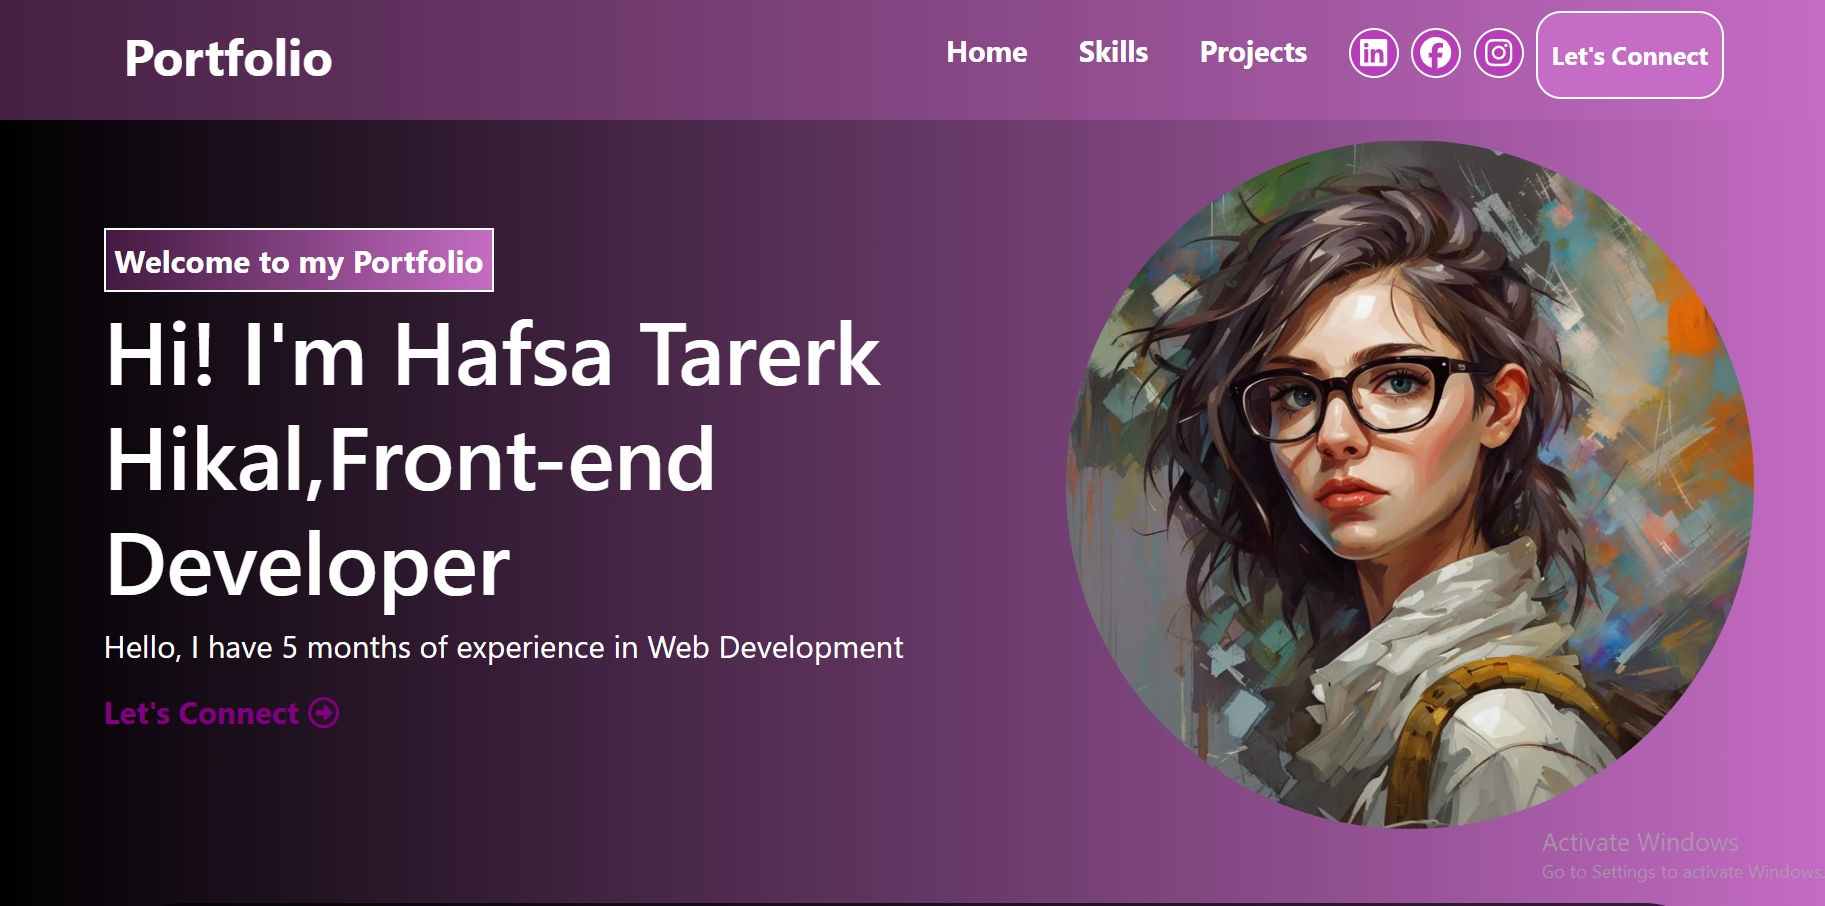 Portfolio
Home Skills Projects Let's Connect
Welcome to my Portfolio
Hi! I'm Hafsa Tarerk
Hikal,Front-end
Developer
Hello, I have 5 months of experience in Web Development
Let's Connect
Activate Windows
Go to Settings to activate Windows.